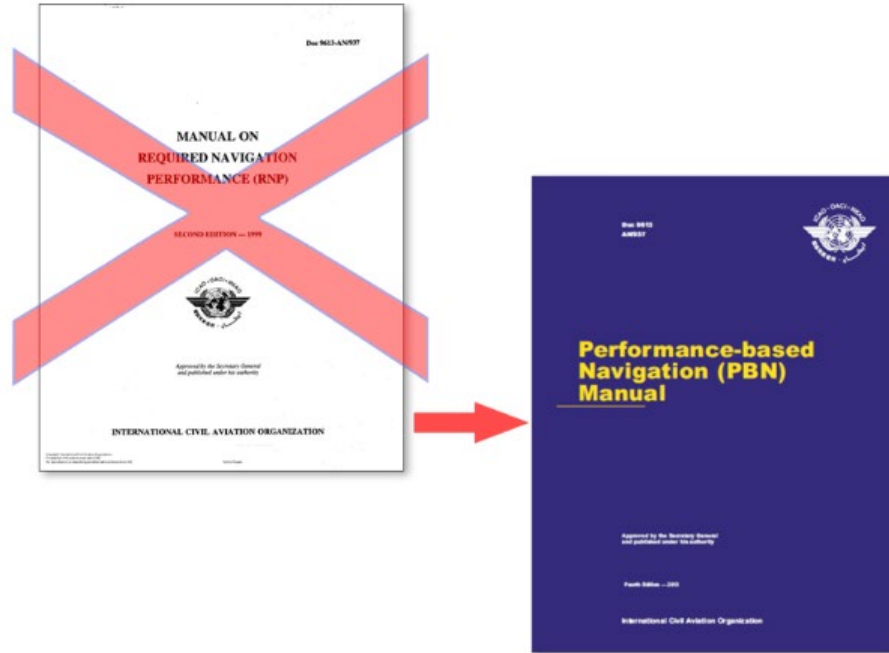 Doc 9613-AN/937
MANUAL ON
REQUIRED NAVIGATION
PERFORMANCE (RNP)
SECOND EDITION — 1999
Approved by the Secretary General
and published under his authority
INTERNATIONAL CIVIL AVIATION ORGANIZATION
Doc 9613
AN/937
ICAO · OACI · ИКАО
Performance-based
Navigation (PBN)
Manual
Approved by the Secretary General
and published under his authority
Fourth Edition —
International Civil Aviation Organization